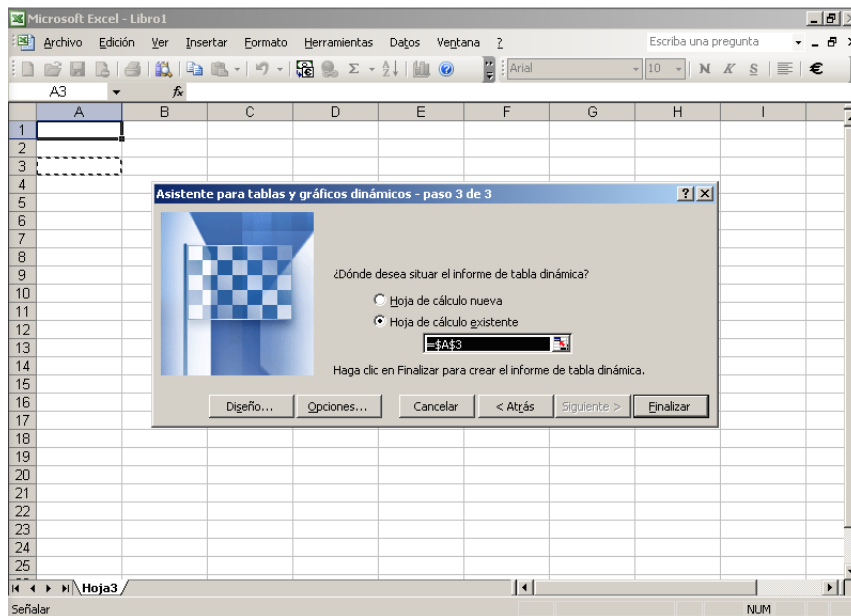 Microsoft Excel - Libro1
Archivo Edición Ver Insertar Formato Herramientas Datos Ventana ? Escriba una pregunta
Σ Arial 10 N K S €
A3 fx
A B C D E F G H I
1
2
3
4
5
6
7
8
9
10
11
12
13
14
15
16
17
18
19
20
21
22
23
24
25
Asistente para tablas y gráficos dinámicos - paso 3 de 3
¿Dónde desea situar el informe de tabla dinámica?
Hoja de cálculo nueva
Hoja de cálculo existente
=$A$3
Haga clic en Finalizar para crear el informe de tabla dinámica.
Diseño... Opciones... Cancelar < Atrás Siguiente > Finalizar
Hoja3
Señalar NUM